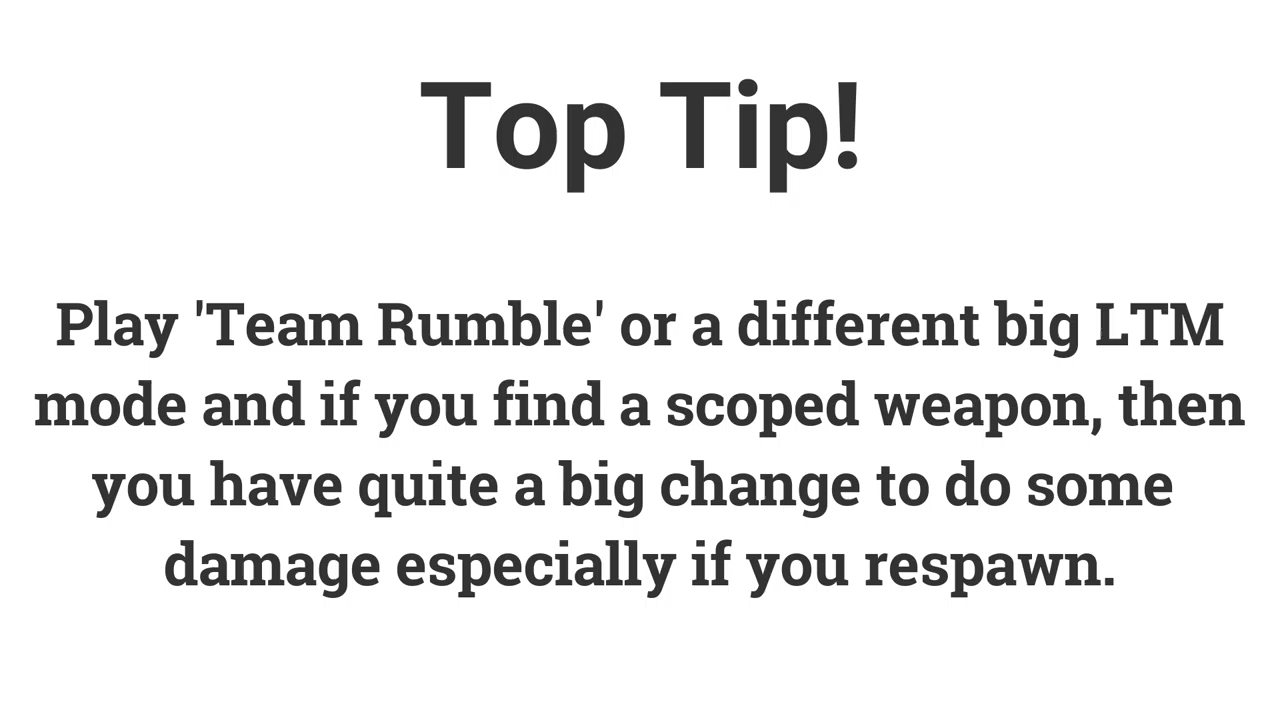 Top Tip!
Play 'Team Rumble' or a different big LTM
mode and if you find a scoped weapon, then
you have quite a big change to do some
damage especially if you respawn.